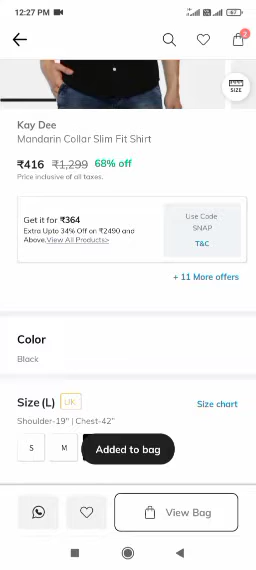 12:27 PM
67
2
SIZE
Kay Dee
Mandarin Collar Slim Fit Shirt
₹416 ₹1,299 68% off
Price inclusive of all taxes.
Get it for ₹364
Extra Upto 34% Off on ₹2490 and
Above.View All Products>
Use Code
SNAP
T&C
+ 11 More offers
Color
Black
Size (L) UK
Size chart
Shoulder-19" | Chest-42"
S
M
Added to bag
View Bag